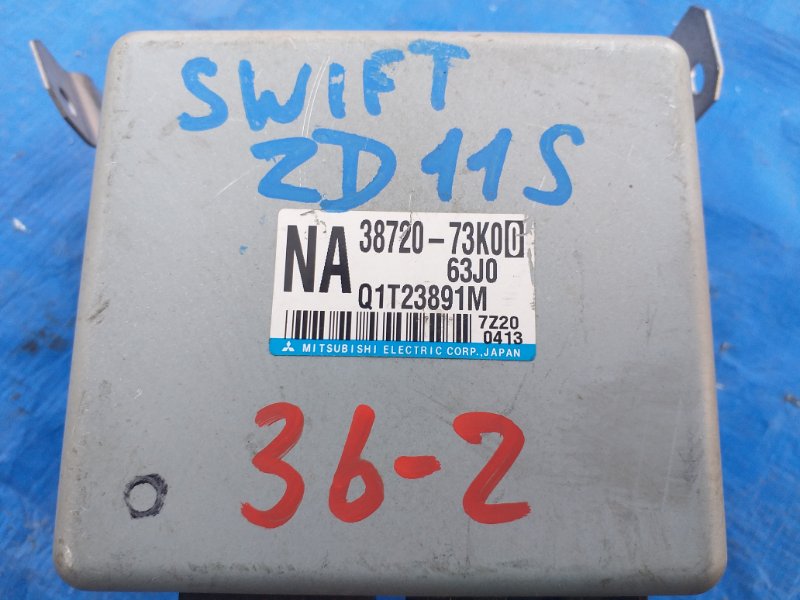 SWIFT
ZD11S
NA 38720-73K00
63J0
Q1T23891M
7Z20
0413
MITSUBISHI ELECTRIC CORP., JAPAN
36-2